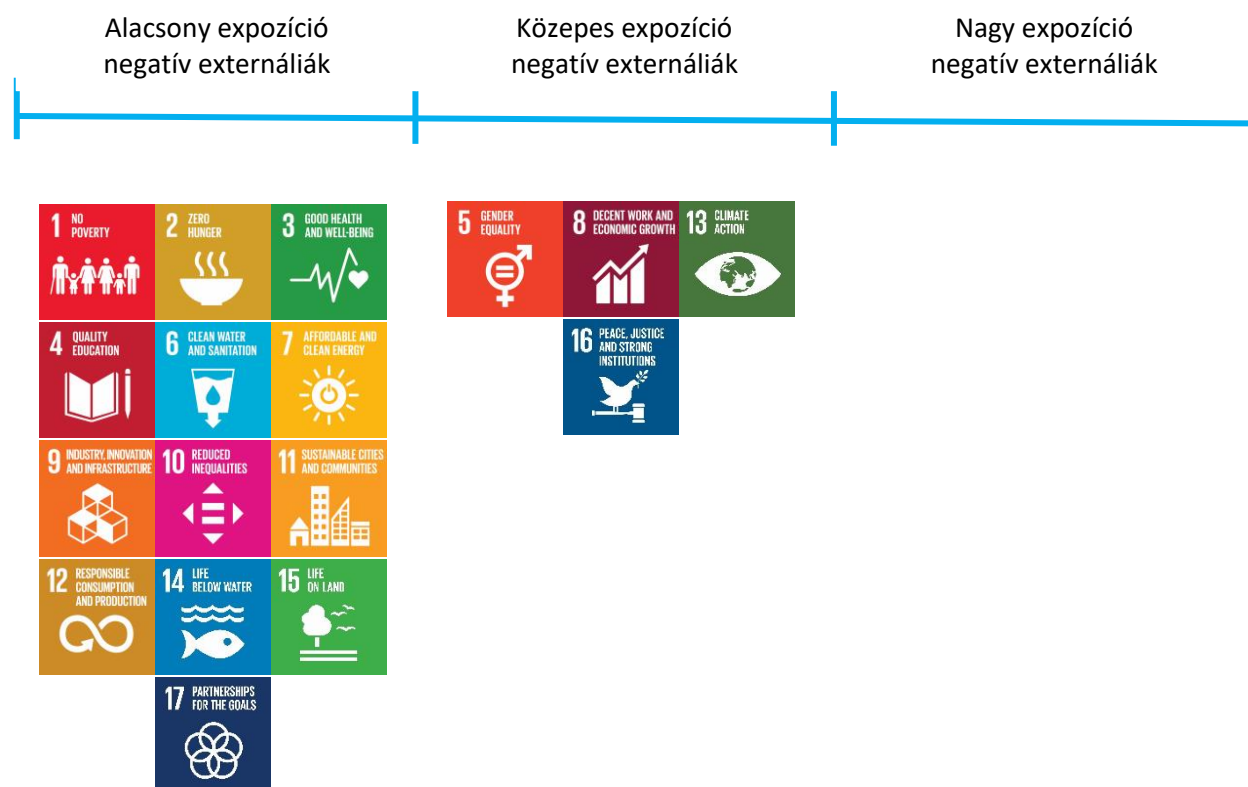 Alacsony expozíció
negatív externáliák
Közepes expozíció
negatív externáliák
Nagy expozíció
negatív externáliák
1 NO
POVERTY
2 ZERO
HUNGER
3 GOOD HEALTH
AND WELL-BEING
4 QUALITY
EDUCATION
6 CLEAN WATER
AND SANITATION
7 AFFORDABLE AND
CLEAN ENERGY
9 INDUSTRY, INNOVATION
AND INFRASTRUCTURE
10 REDUCED
INEQUALITIES
11 SUSTAINABLE CITIES
AND COMMUNITIES
12 RESPONSIBLE
CONSUMPTION
AND PRODUCTION
14 LIFE
BELOW WATER
15 LIFE
ON LAND
17 PARTNERSHIPS
FOR THE GOALS
5 GENDER
EQUALITY
8 DECENT WORK AND
ECONOMIC GROWTH
13 CLIMATE
ACTION
16 PEACE, JUSTICE
AND STRONG
INSTITUTIONS